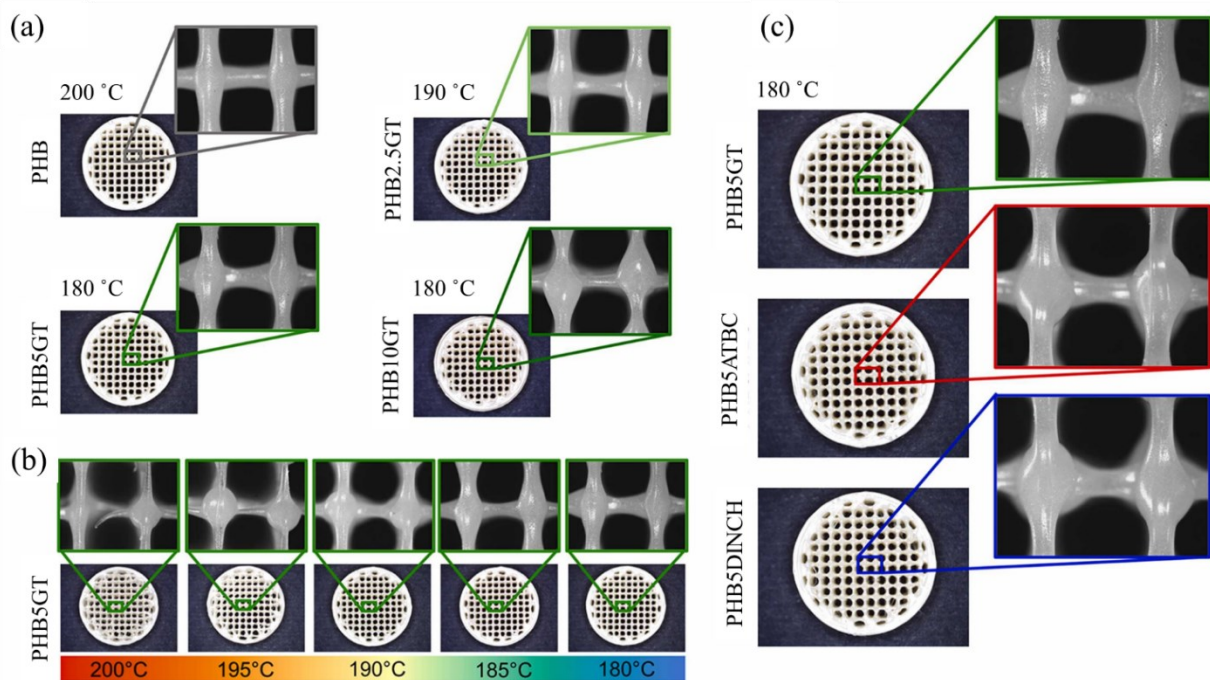 (a)
200 °C
PHB
190 °C
PHB2.5GT
180 °C
PHB5GT
180 °C
PHB10GT
(b)
PHB5GT
200°C 195°C 190°C 185°C 180°C
(c)
180 °C
PHB5GT
PHB5ATBC
PHB5DINCH